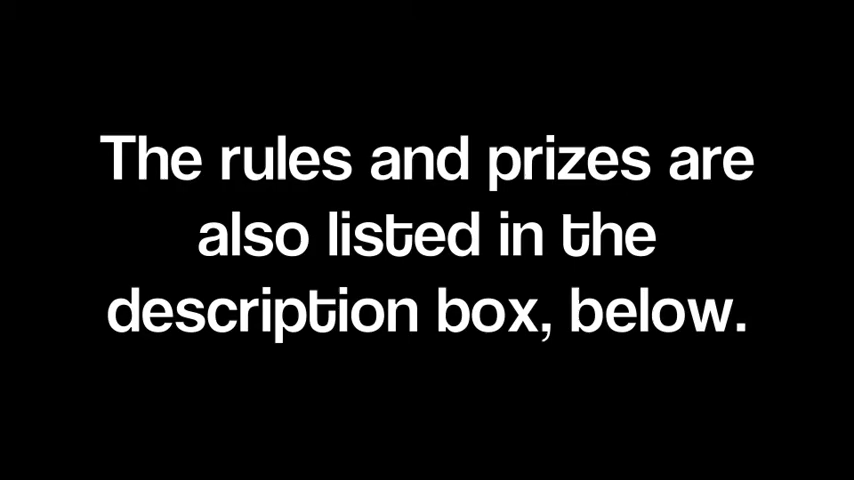 The rules and prizes are
also listed in the
description box, below.